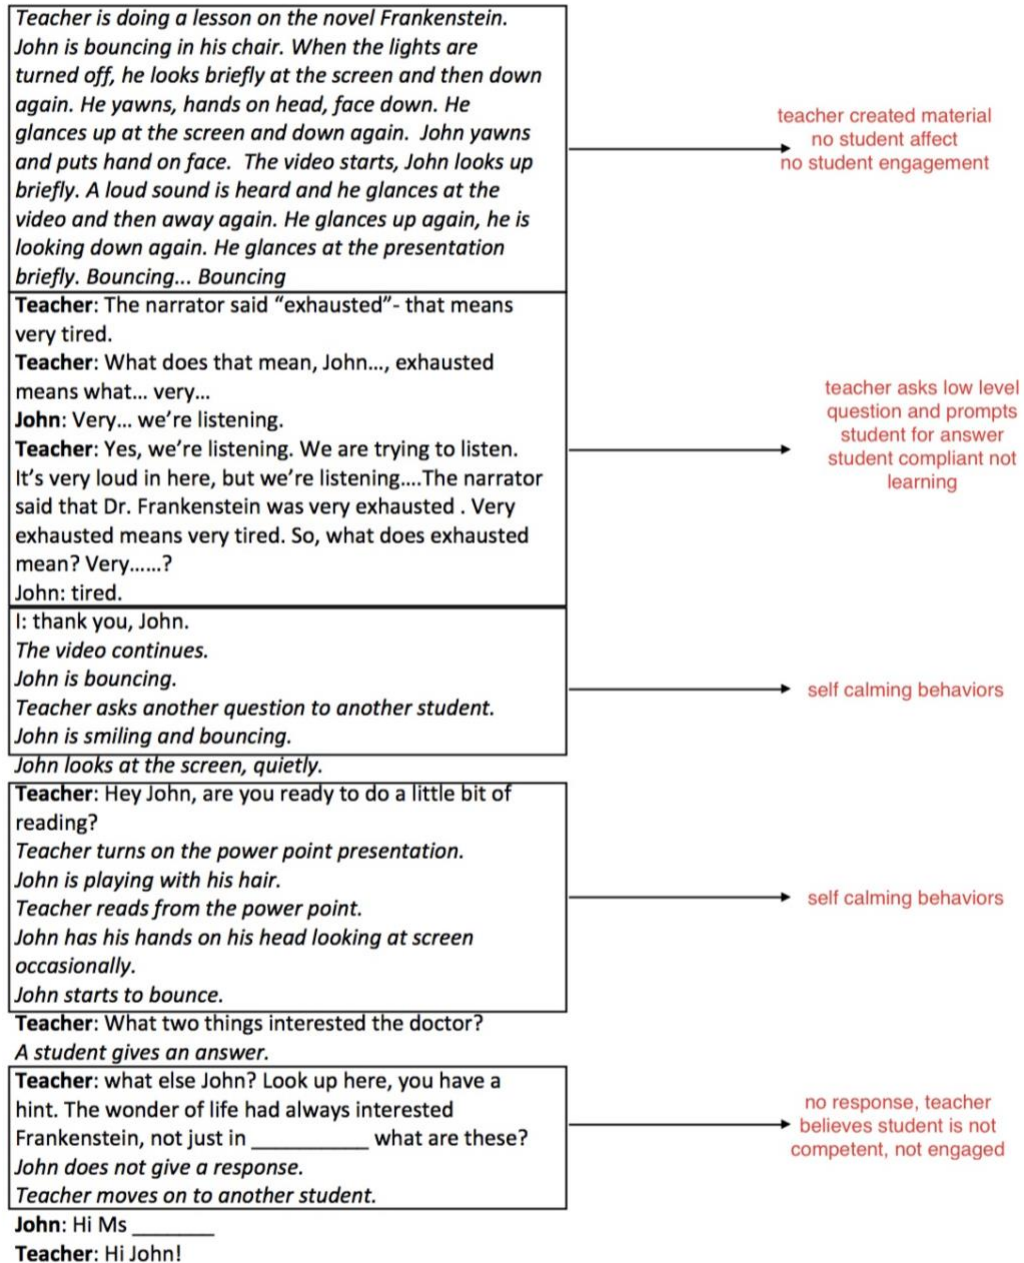 Teacher is doing a lesson on the novel Frankenstein.
John is bouncing in his chair. When the lights are
turned off, he looks briefly at the screen and then down
again. He yawns, hands on head, face down. He
glances up at the screen and down again.  John yawns
and puts hand on face.  The video starts, John looks up
briefly. A loud sound is heard and he glances at the
video and then away again. He glances up again, he is
looking down again. He glances at the presentation
briefly. Bouncing... Bouncing
teacher created material
no student affect
no student engagement
Teacher: The narrator said “exhausted”- that means
very tired.
Teacher: What does that mean, John..., exhausted
means what... very...
John: Very... we’re listening.
Teacher: Yes, we’re listening. We are trying to listen.
It’s very loud in here, but we’re listening....The narrator
said that Dr. Frankenstein was very exhausted . Very
exhausted means very tired. So, what does exhausted
mean? Very......?
John: tired.
teacher asks low level
question and prompts
student for answer
student compliant not
learning
I: thank you, John.
The video continues.
John is bouncing.
Teacher asks another question to another student.
John is smiling and bouncing.
self calming behaviors
John looks at the screen, quietly.
Teacher: Hey John, are you ready to do a little bit of
reading?
Teacher turns on the power point presentation.
John is playing with his hair.
Teacher reads from the power point.
John has his hands on his head looking at screen
occasionally.
John starts to bounce.
self calming behaviors
Teacher: What two things interested the doctor?
A student gives an answer.
Teacher: what else John? Look up here, you have a
hint. The wonder of life had always interested
Frankenstein, not just in ___________ what are these?
John does not give a response.
Teacher moves on to another student.
no response, teacher
believes student is not
competent, not engaged
John: Hi Ms ________
Teacher: Hi John!